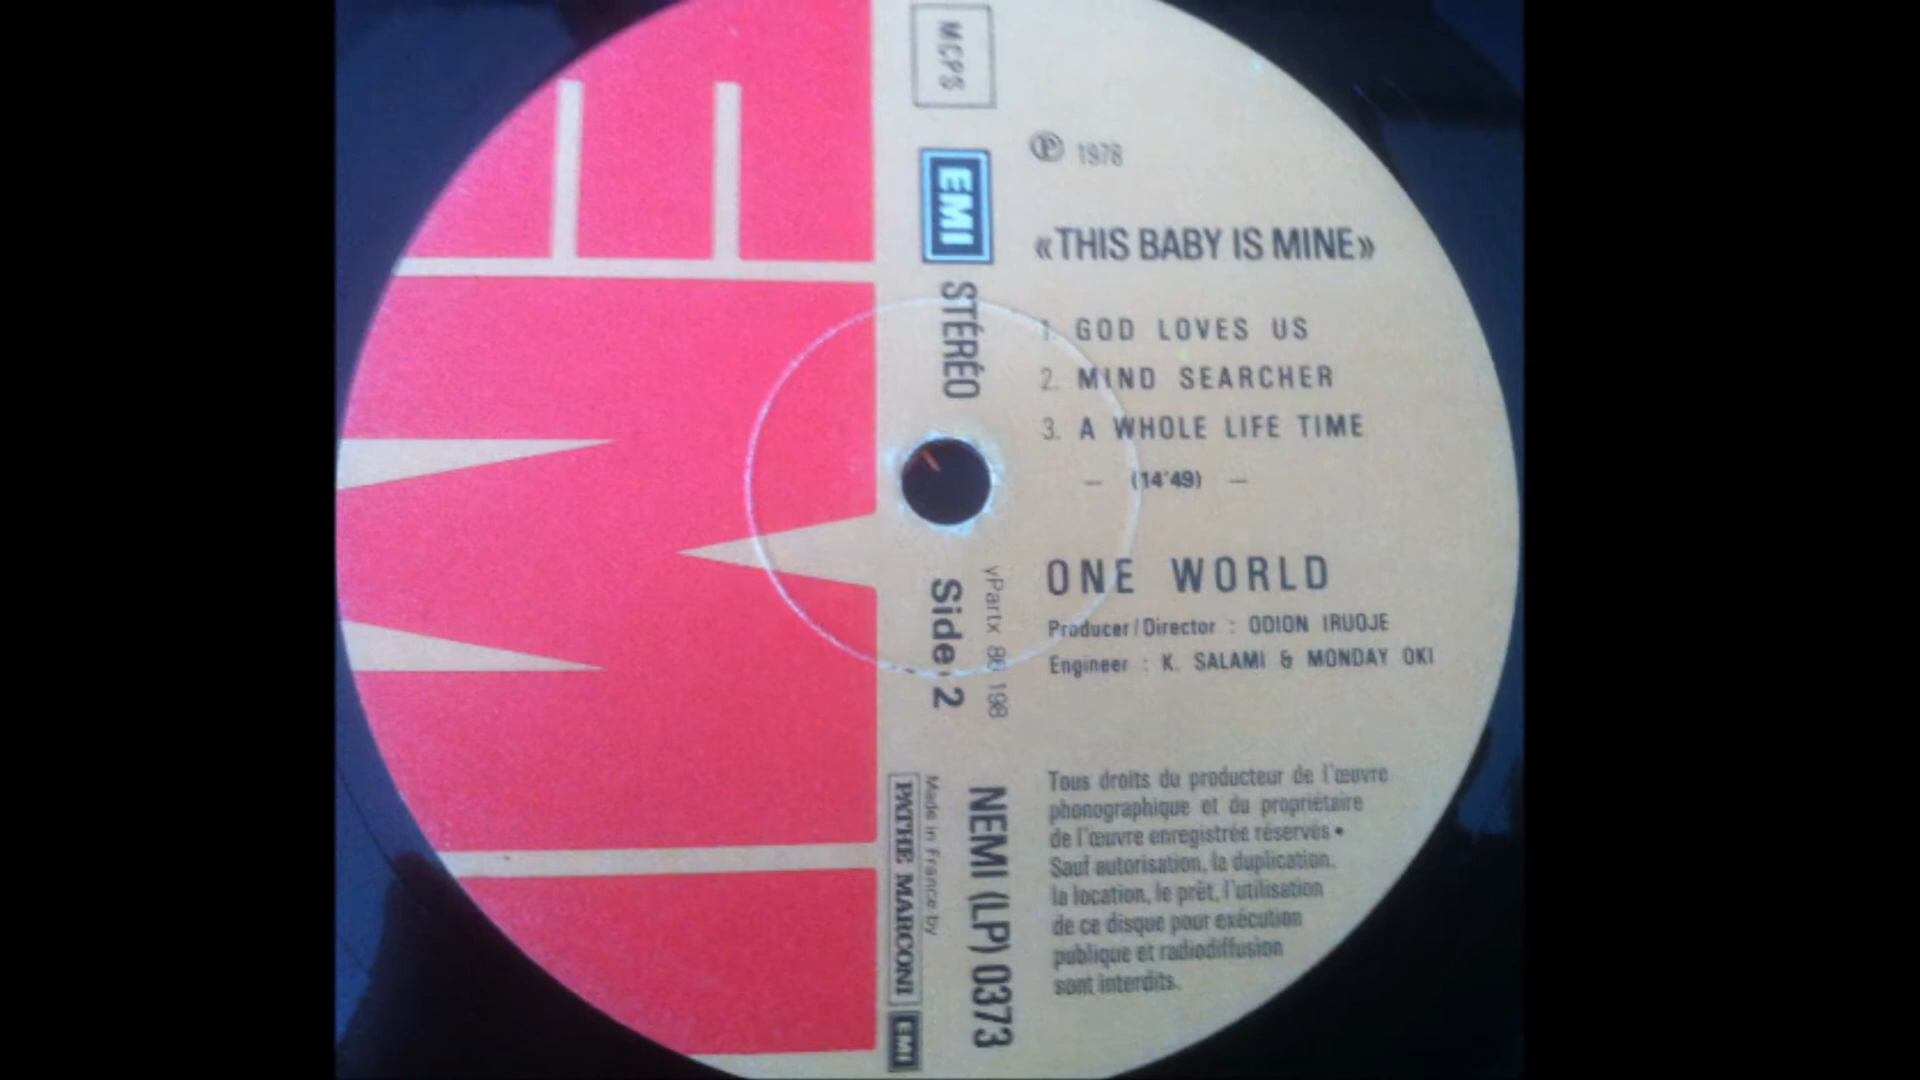 MCPS
EMI
STÉRÉO
Ⓟ 1978
«THIS BABY IS MINE»
1. GOD LOVES US
2. MIND SEARCHER
3. A WHOLE LIFE TIME
— (14'49) —
ONE WORLD
Producer/Director : ODION IRUOJE
Engineer : K. SALAMI & MONDAY OKI
Side 2
yPartx 198
NEMI (LP) 0373
Made in France by
PATHE MARCONI
EMI
Tous droits du producteur de l'œuvre
phonographique et du propriétaire
de l'œuvre enregistrée réservés •
Sauf autorisation, la duplication,
la location, le prêt, l'utilisation
de ce disque pour exécution
publique et radiodiffusion
sont interdits.